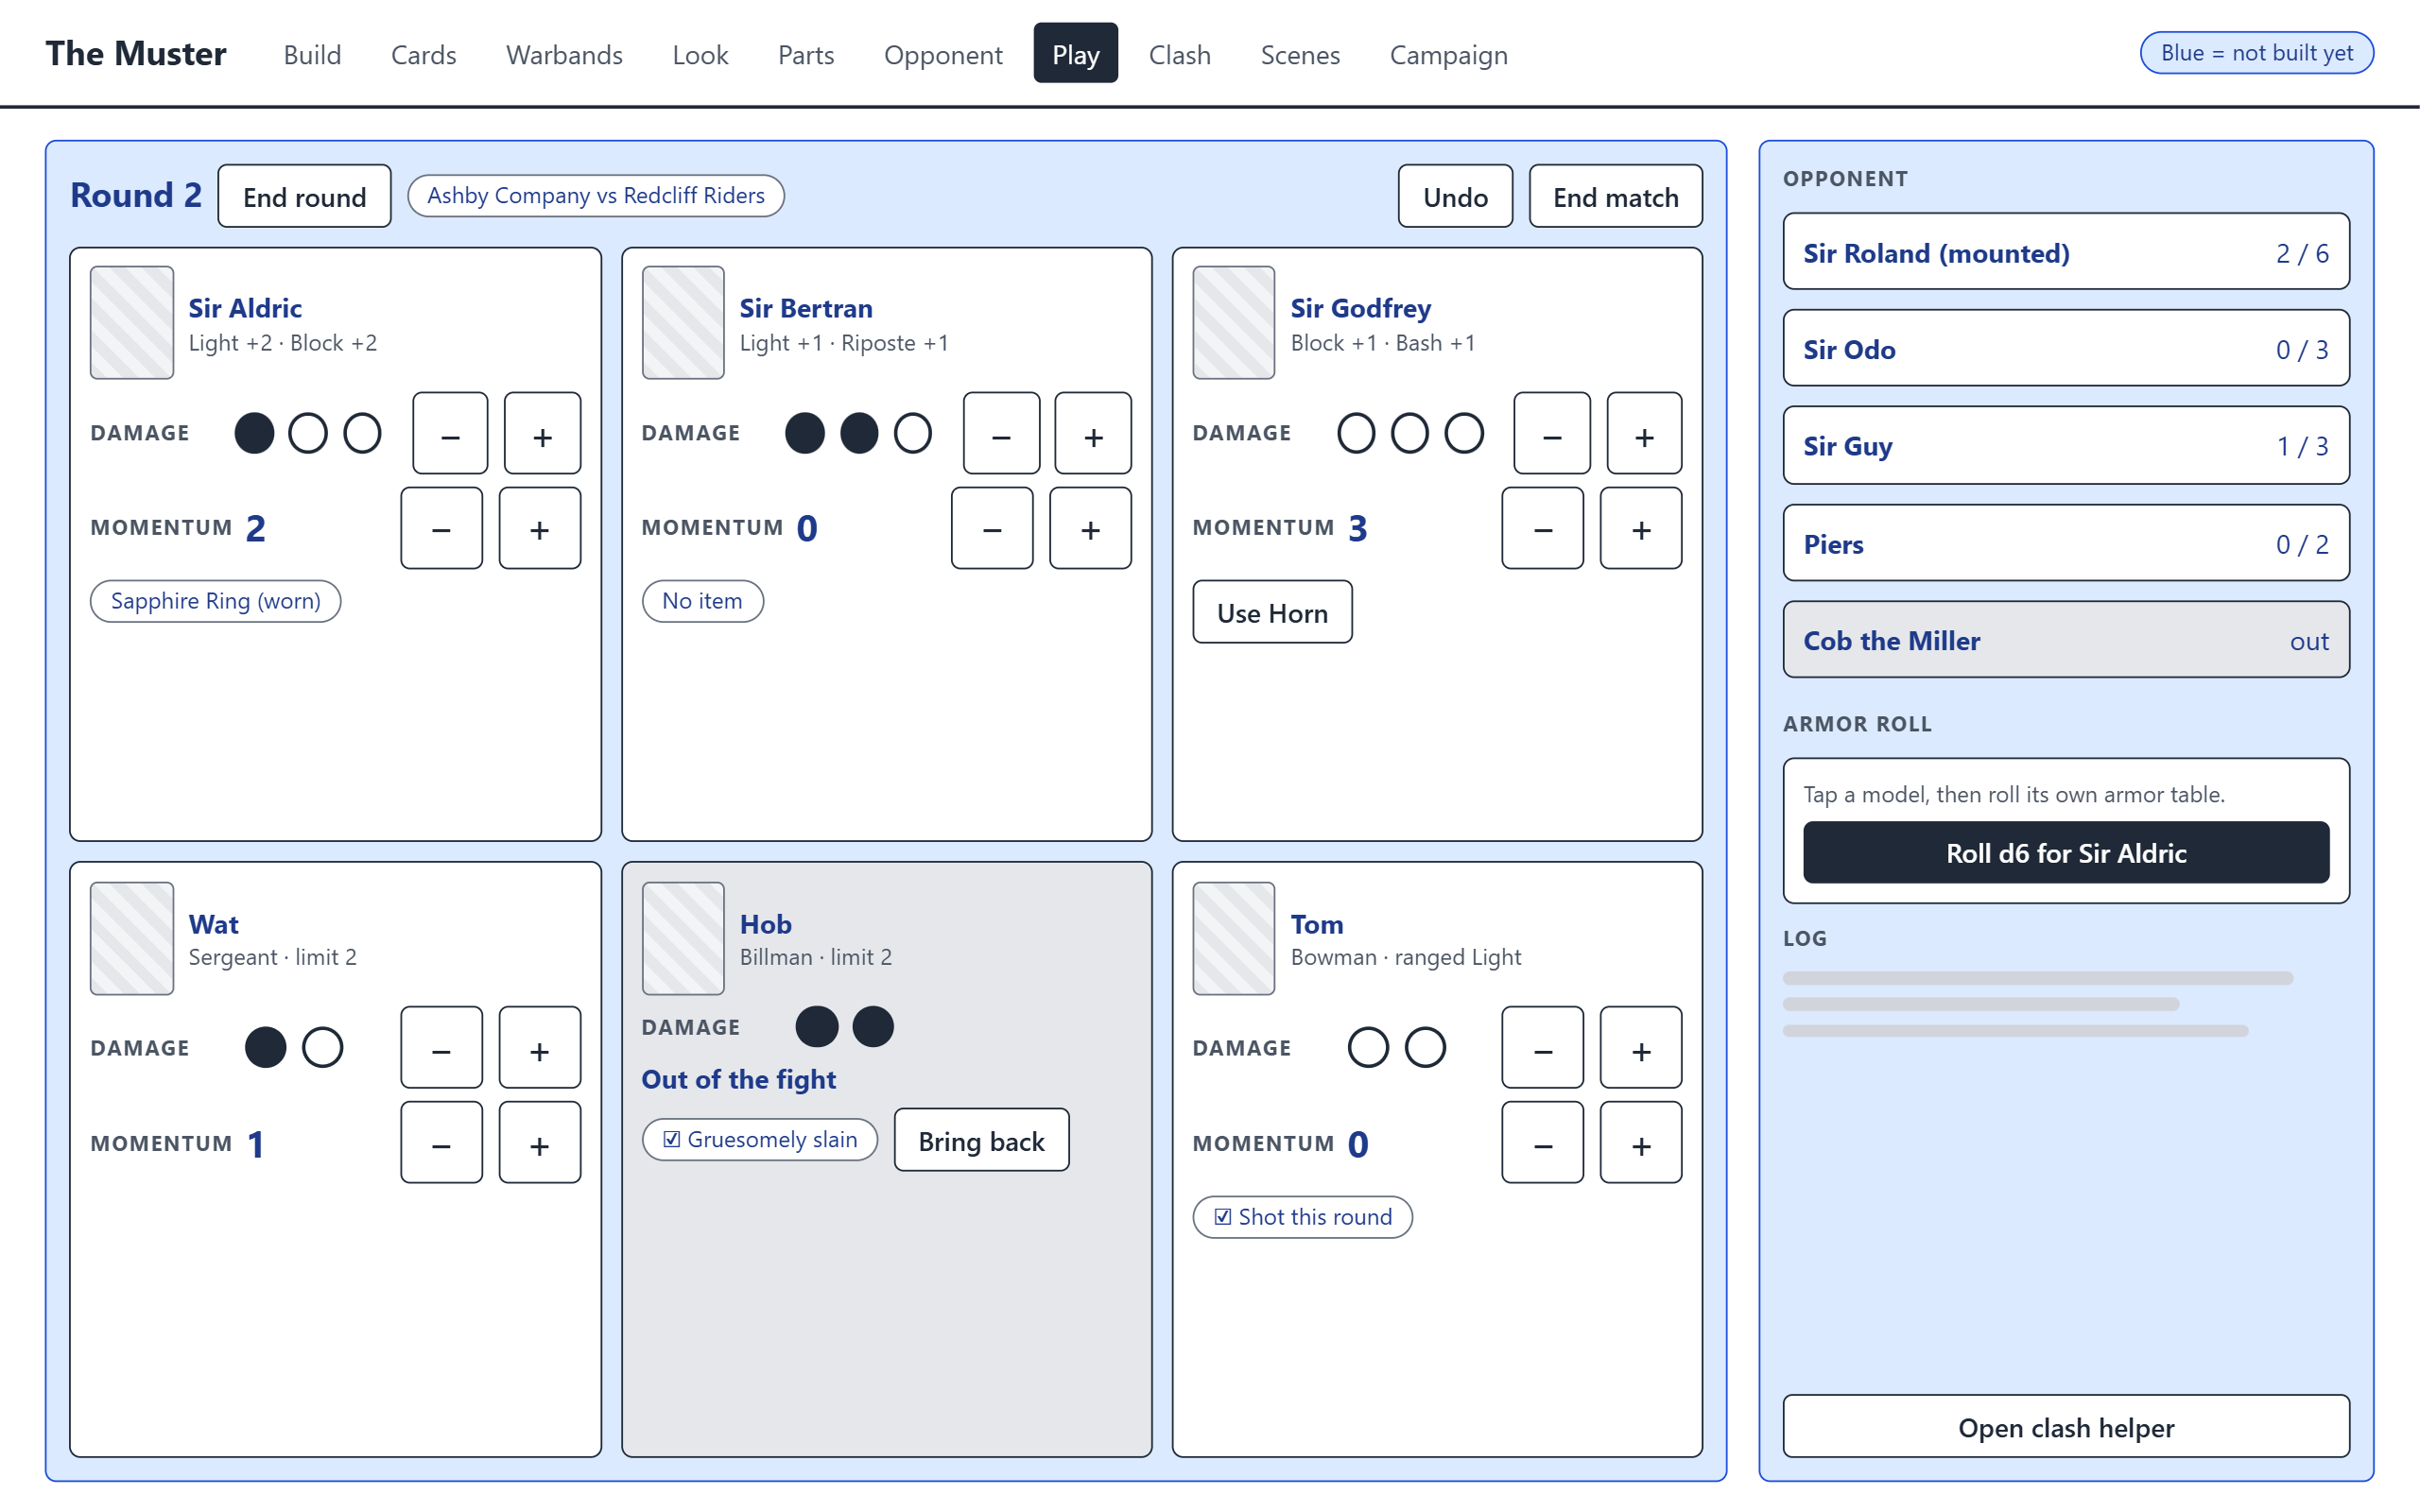 The Muster Build Cards Warbands Look Parts Opponent Play Clash Scenes Campaign Blue = not built yet
Round 2 End round Ashby Company vs Redcliff Riders Undo End match
Sir Aldric
Light +2 · Block +2
DAMAGE − +
MOMENTUM 2 − +
Sapphire Ring (worn)
Sir Bertran
Light +1 · Riposte +1
DAMAGE − +
MOMENTUM 0 − +
No item
Sir Godfrey
Block +1 · Bash +1
DAMAGE − +
MOMENTUM 3 − +
Use Horn
Wat
Sergeant · limit 2
DAMAGE − +
MOMENTUM 1 − +
Hob
Billman · limit 2
DAMAGE
Out of the fight
☑ Gruesomely slain Bring back
Tom
Bowman · ranged Light
DAMAGE − +
MOMENTUM 0 − +
☑ Shot this round
OPPONENT
Sir Roland (mounted) 2 / 6
Sir Odo 0 / 3
Sir Guy 1 / 3
Piers 0 / 2
Cob the Miller out
ARMOR ROLL
Tap a model, then roll its own armor table.
Roll d6 for Sir Aldric
LOG
Open clash helper